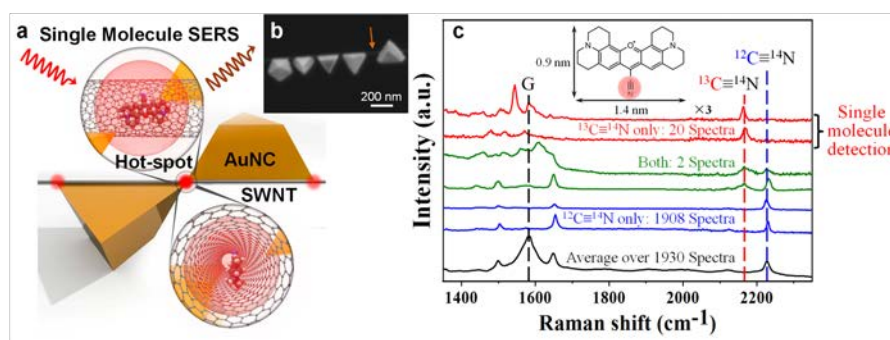 a
Single Molecule SERS
Hot-spot
AuNC
SWNT
b
200 nm
c
0.9 nm
1.4 nm
G
×3
¹²C≡¹⁴N
¹³C≡¹⁴N
¹³C≡¹⁴N only: 20 Spectra
Both: 2 Spectra
¹²C≡¹⁴N only: 1908 Spectra
Average over 1930 Spectra
Single
molecule
detection
Intensity (a.u.)
1400 1600 1800 2000 2200
Raman shift (cm⁻¹)